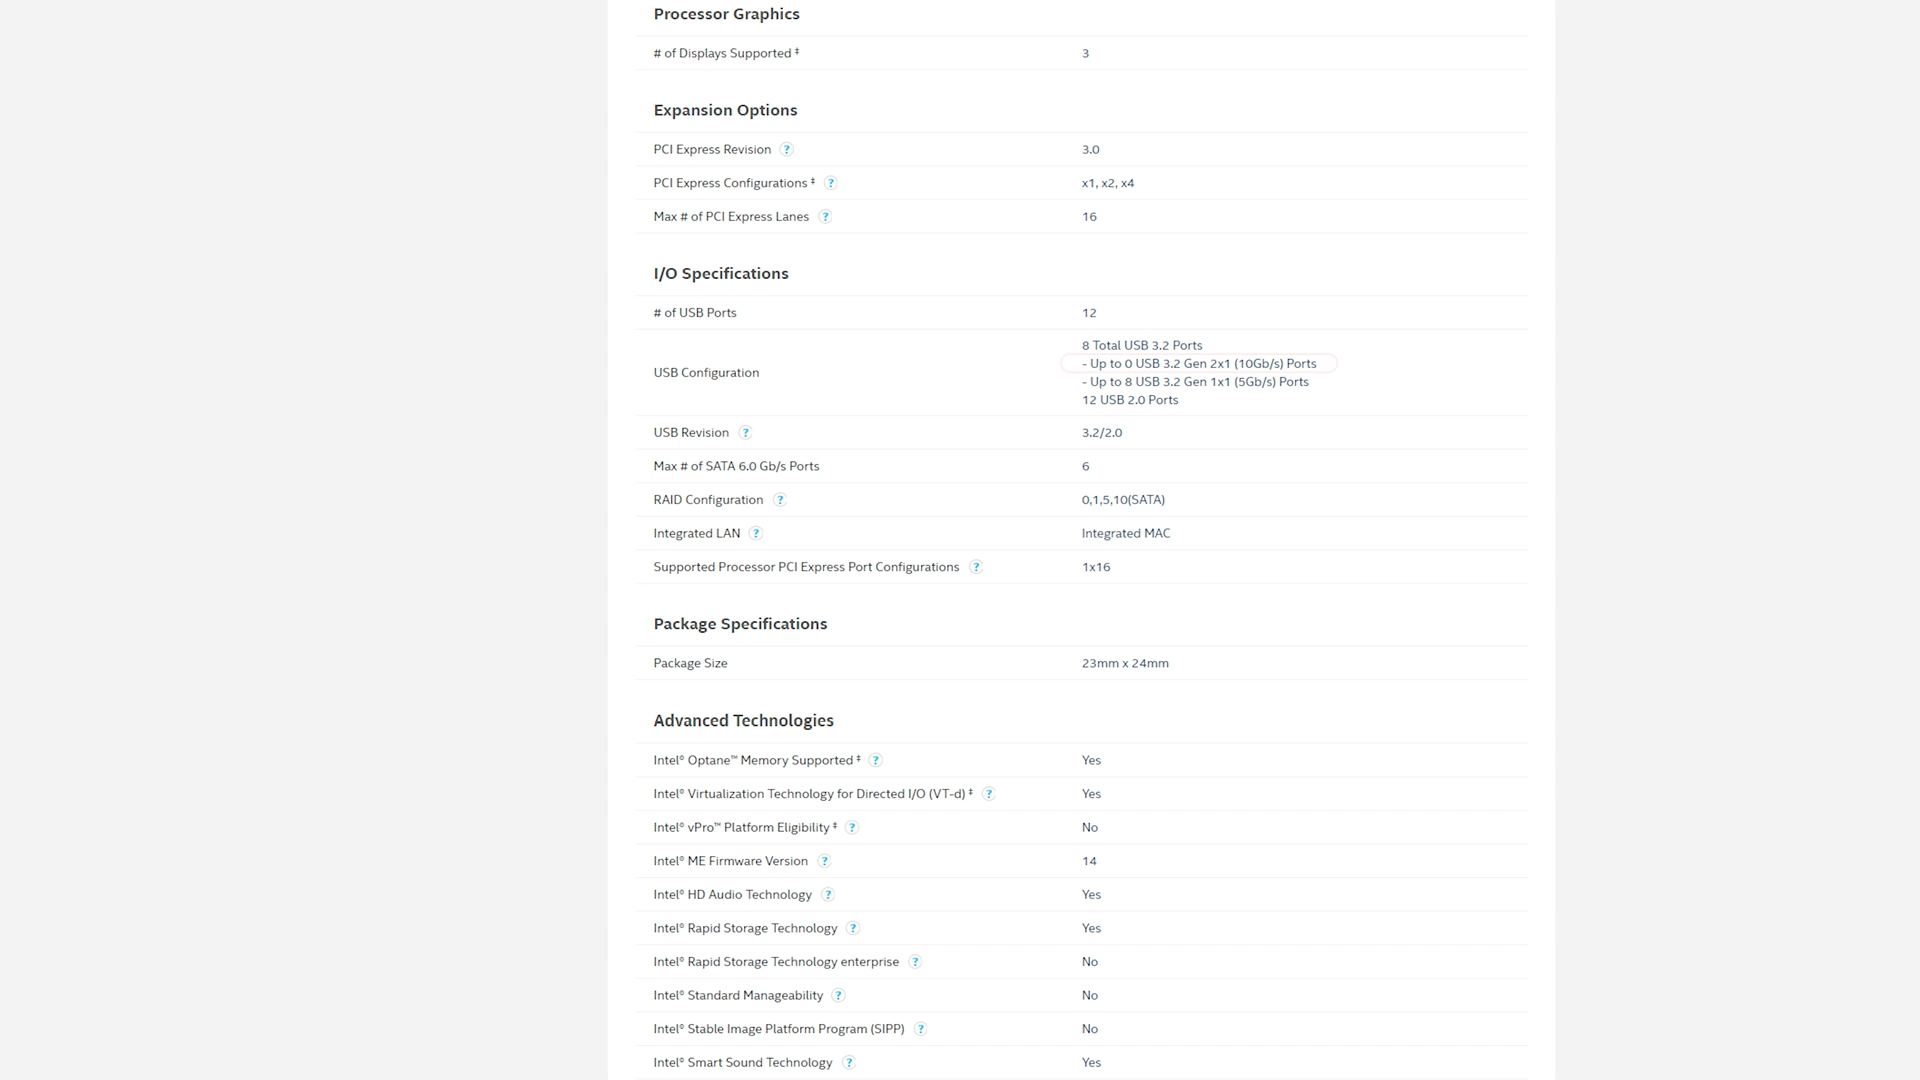 Processor Graphics
# of Displays Supported ‡ 3
Expansion Options
PCI Express Revision ? 3.0
PCI Express Configurations ‡ ? x1, x2, x4
Max # of PCI Express Lanes ? 16
I/O Specifications
# of USB Ports 12
USB Configuration
8 Total USB 3.2 Ports
- Up to 0 USB 3.2 Gen 2x1 (10Gb/s) Ports
- Up to 8 USB 3.2 Gen 1x1 (5Gb/s) Ports
12 USB 2.0 Ports
USB Revision ? 3.2/2.0
Max # of SATA 6.0 Gb/s Ports 6
RAID Configuration ? 0,1,5,10(SATA)
Integrated LAN ? Integrated MAC
Supported Processor PCI Express Port Configurations ? 1x16
Package Specifications
Package Size 23mm x 24mm
Advanced Technologies
Intel® Optane™ Memory Supported ‡ ? Yes
Intel® Virtualization Technology for Directed I/O (VT-d) ‡ ? Yes
Intel® vPro™ Platform Eligibility ‡ ? No
Intel® ME Firmware Version ? 14
Intel® HD Audio Technology ? Yes
Intel® Rapid Storage Technology ? Yes
Intel® Rapid Storage Technology enterprise ? No
Intel® Standard Manageability ? No
Intel® Stable Image Platform Program (SIPP) ? No
Intel® Smart Sound Technology ? Yes